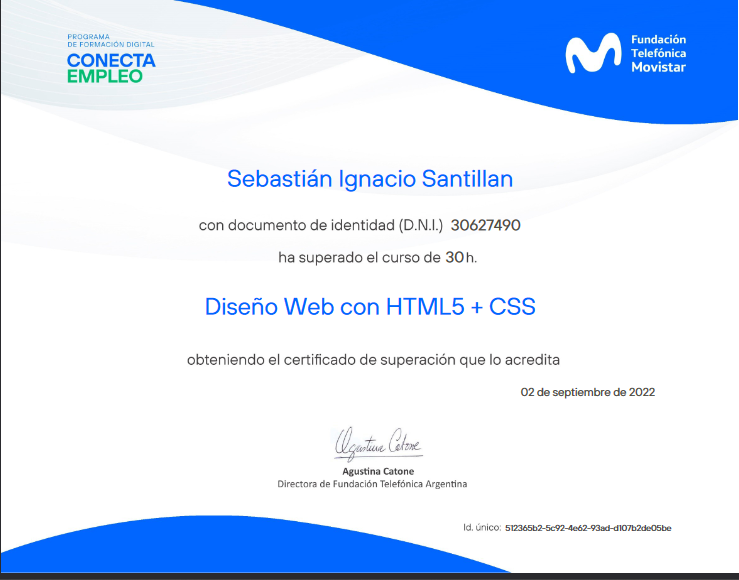 PROGRAMA
DE FORMACIÓN DIGITAL
CONECTA
EMPLEO
Fundación
Telefónica
Movistar
Sebastián Ignacio Santillan
con documento de identidad (D.N.I.) 30627490
ha superado el curso de 30 h.
Diseño Web con HTML5 + CSS
obteniendo el certificado de superación que lo acredita
02 de septiembre de 2022
Agustina Catone
Agustina Catone
Directora de Fundación Telefónica Argentina
Id. único: 512365b2-5c92-4e62-93ad-d107b2de05be